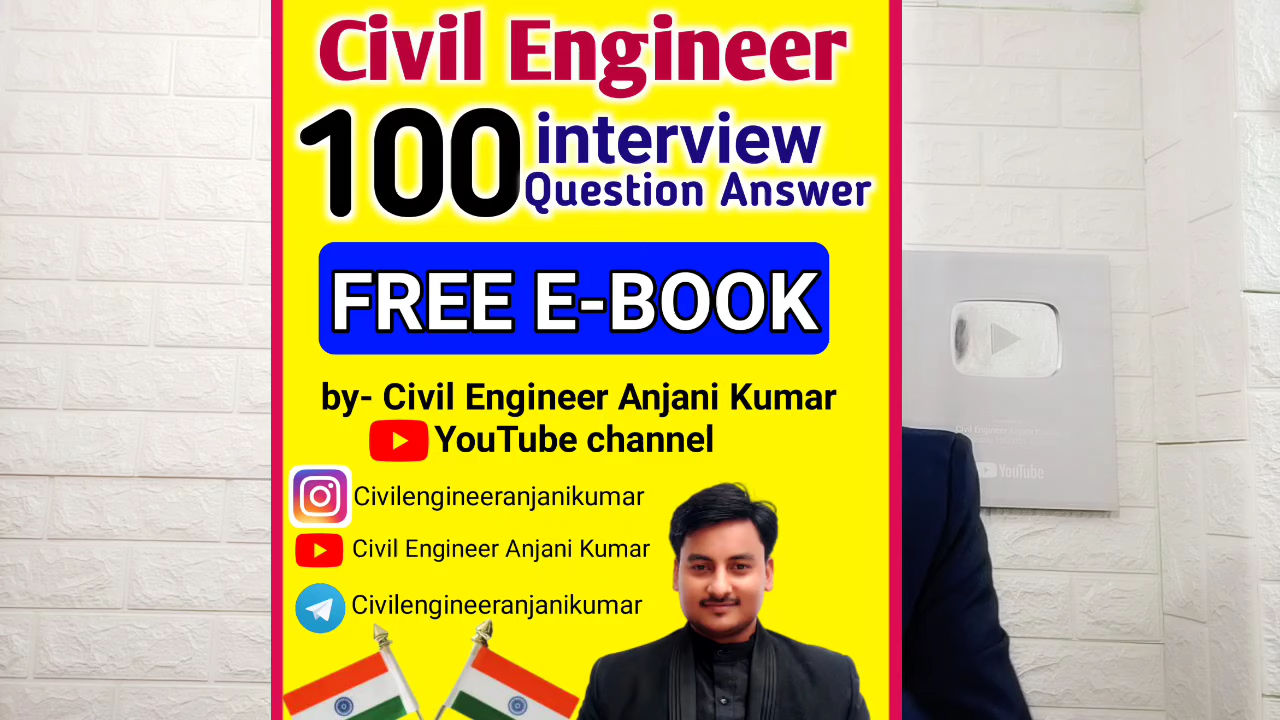 Civil Engineer
100 interview
Question Answer
FREE E-BOOK
by- Civil Engineer Anjani Kumar
YouTube channel
Civilengineeranjanikumar
Civil Engineer Anjani Kumar
Civilengineeranjanikumar
YouTube